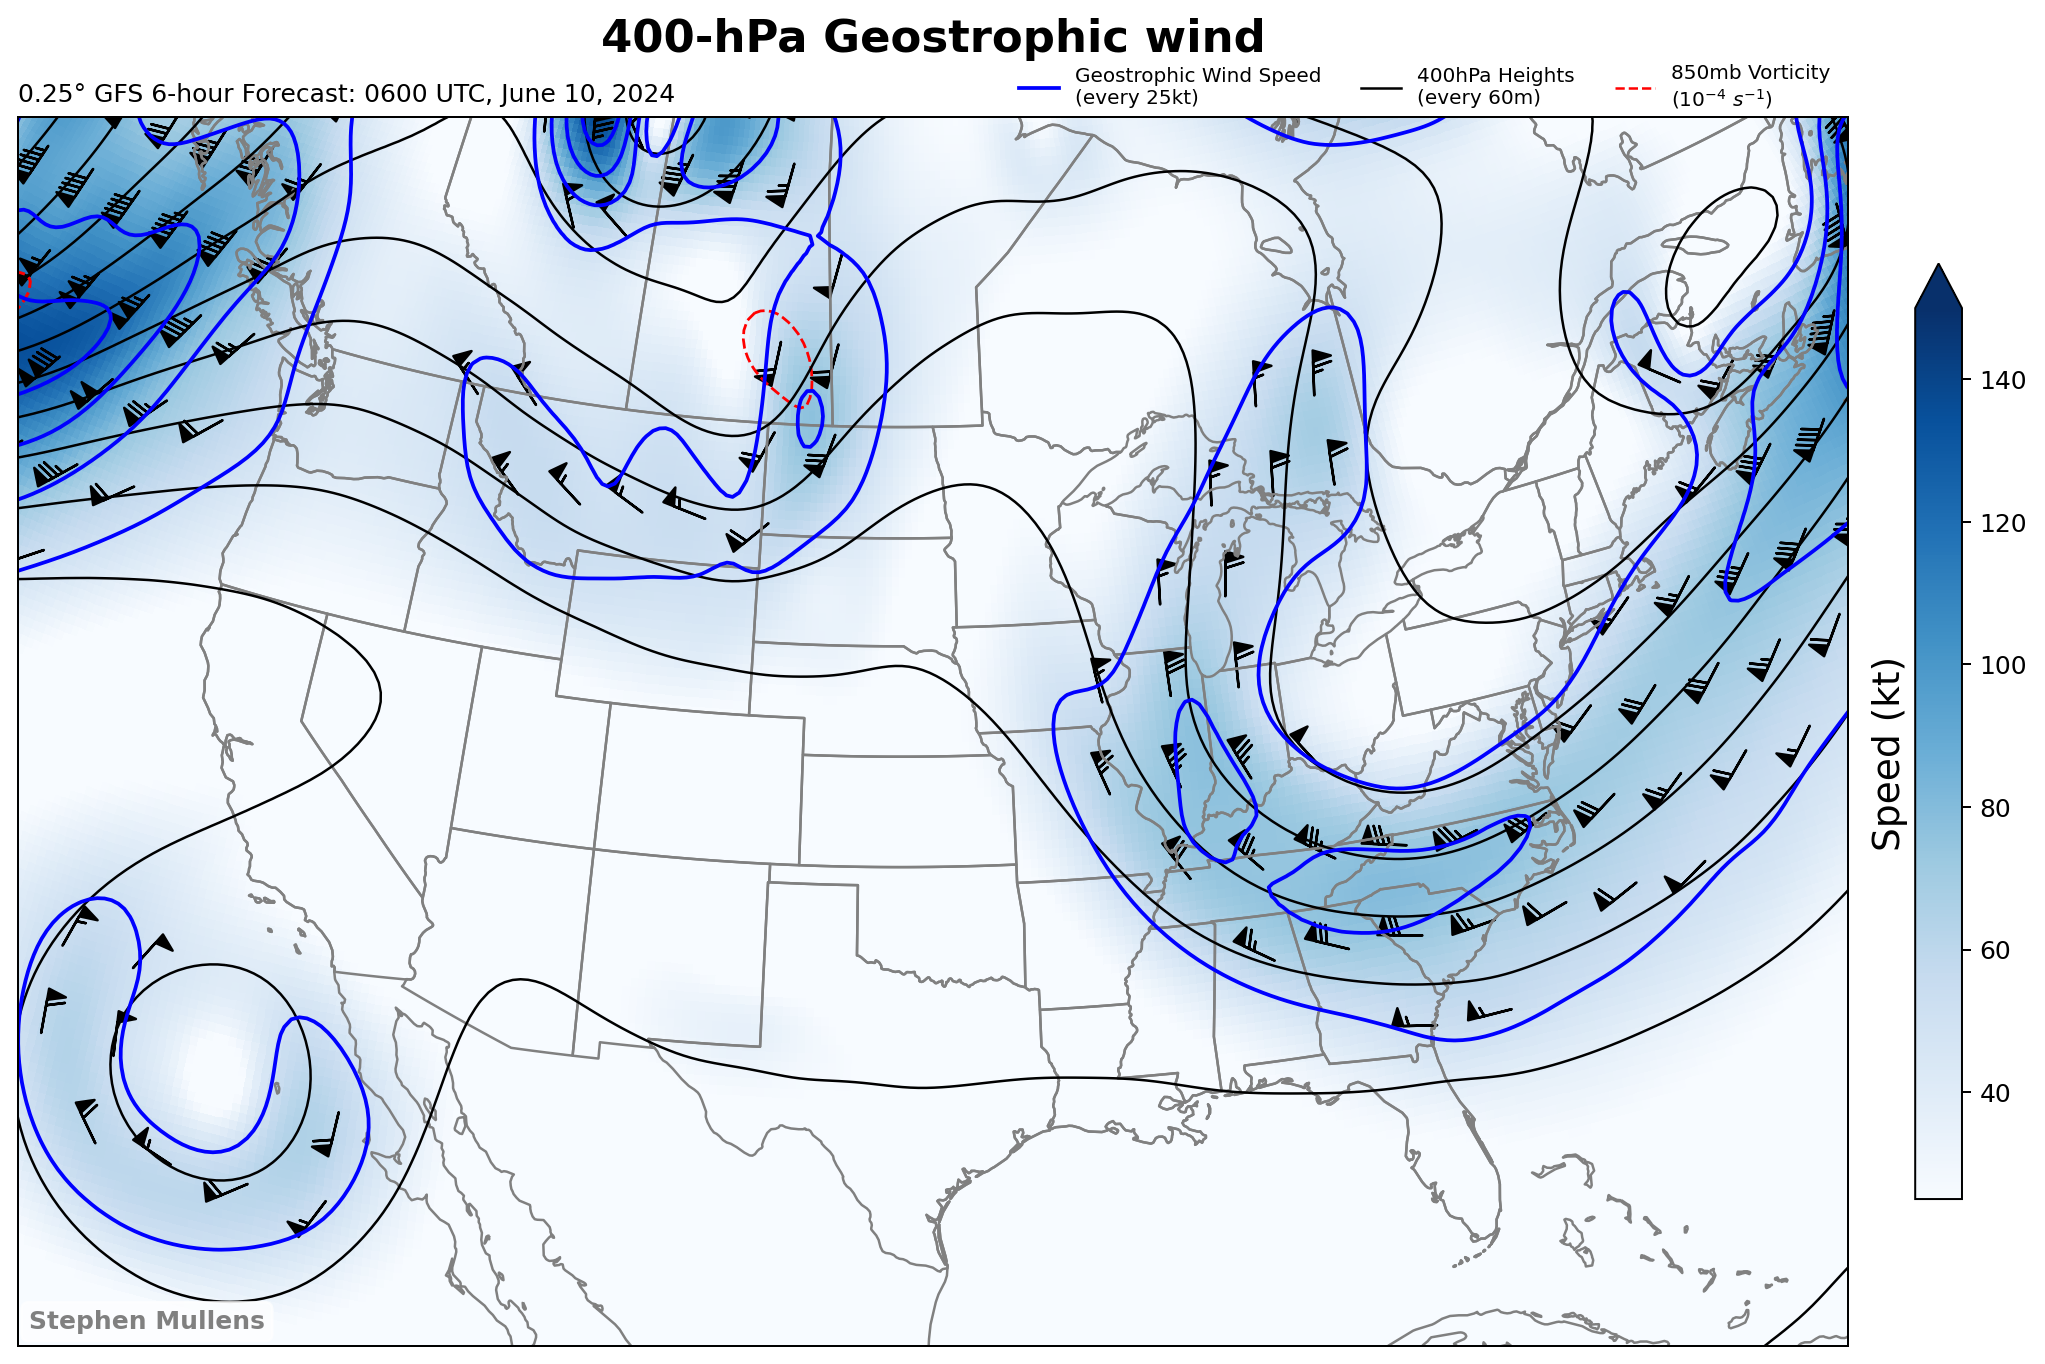 400-hPa Geostrophic wind
0.25° GFS 6-hour Forecast: 0600 UTC, June 10, 2024
Geostrophic Wind Speed
(every 25kt)
400hPa Heights
(every 60m)
850mb Vorticity
(10⁻⁴ s⁻¹)
140
120
100
80
60
40
Speed (kt)
Stephen Mullens